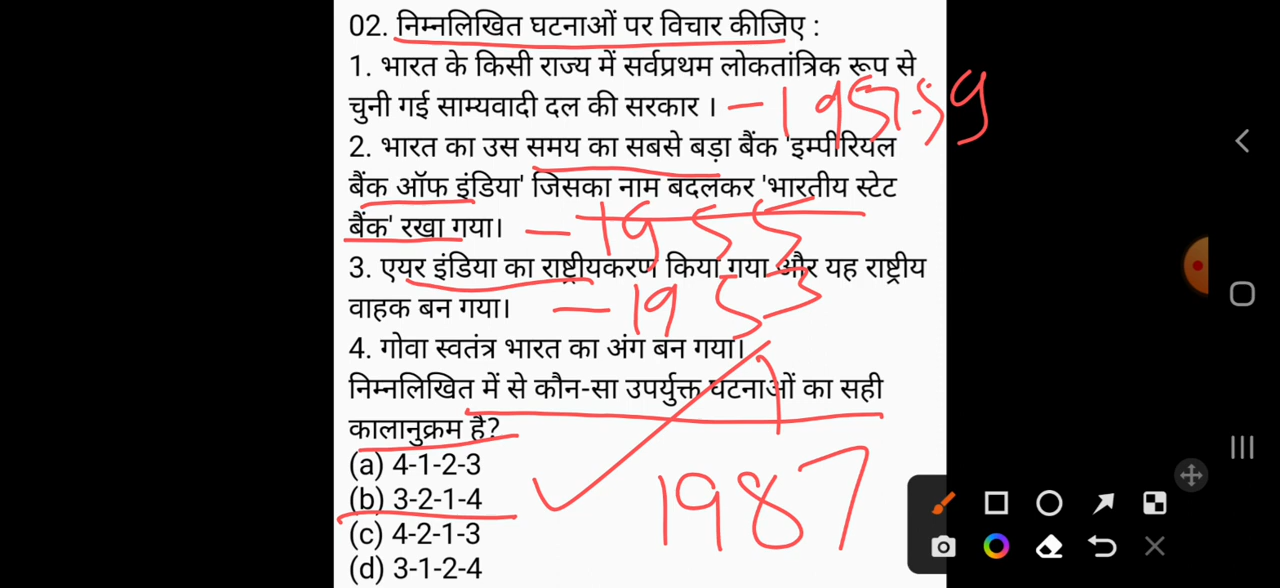 02. निम्नलिखित घटनाओं पर विचार कीजिए :
1. भारत के किसी राज्य में सर्वप्रथम लोकतांत्रिक रूप से
चुनी गई साम्यवादी दल की सरकार । - 1957-59
2. भारत का उस समय का सबसे बड़ा बैंक 'इम्पीरियल
बैंक ऑफ इंडिया' जिसका नाम बदलकर 'भारतीय स्टेट
बैंक' रखा गया। - 1955
3. एयर इंडिया का राष्ट्रीयकरण किया गया और यह राष्ट्रीय
वाहक बन गया। - 1953
4. गोवा स्वतंत्र भारत का अंग बन गया।
निम्नलिखित में से कौन-सा उपर्युक्त घटनाओं का सही
कालानुक्रम है?
(a) 4-1-2-3
(b) 3-2-1-4
1987
(c) 4-2-1-3
(d) 3-1-2-4